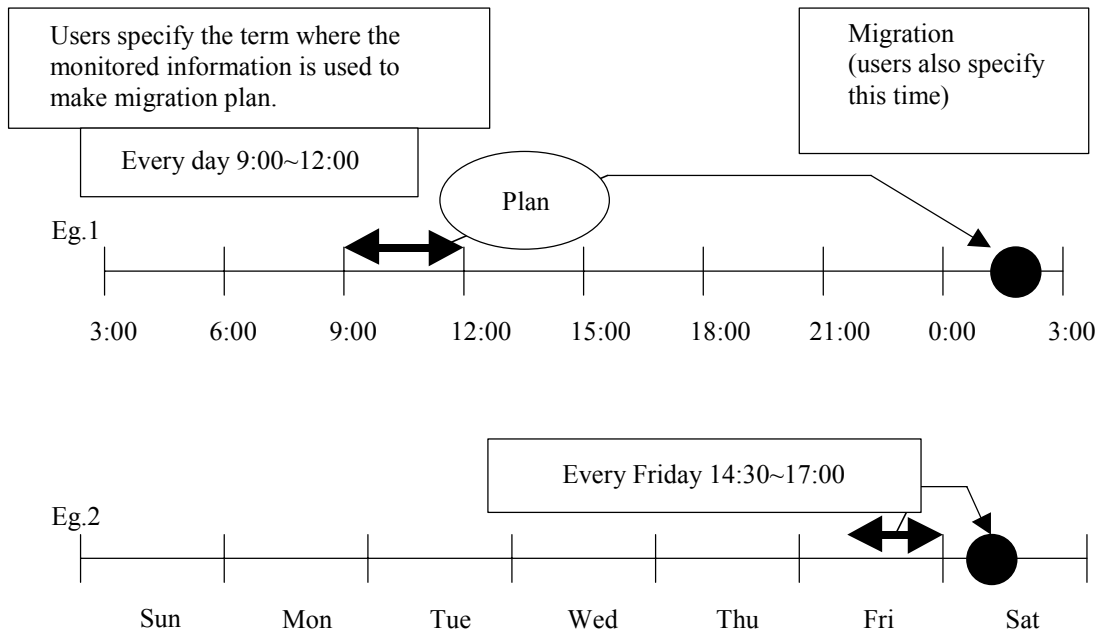 Users specify the term where the
monitored information is used to
make migration plan.
Migration
(users also specify
this time)
Every day 9:00~12:00
Plan
Eg.1
3:00 6:00 9:00 12:00 15:00 18:00 21:00 0:00 3:00
Every Friday 14:30~17:00
Eg.2
Sun Mon Tue Wed Thu Fri Sat